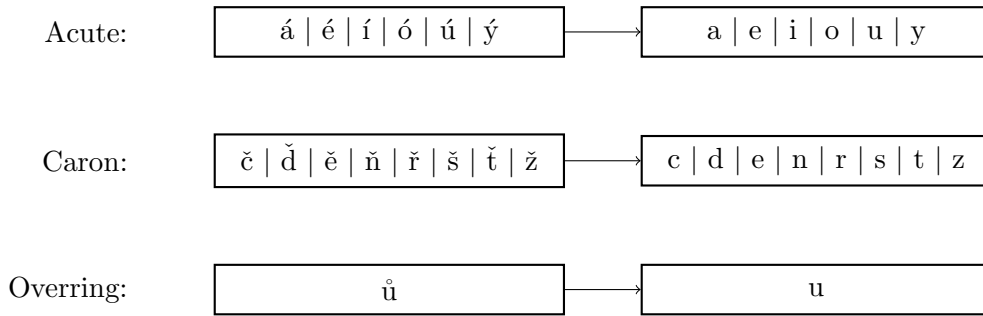 Acute: á | é | í | ó | ú | ý a | e | i | o | u | y
Caron: č | ď | ě | ň | ř | š | ť | ž c | d | e | n | r | s | t | z
Overring: ů u